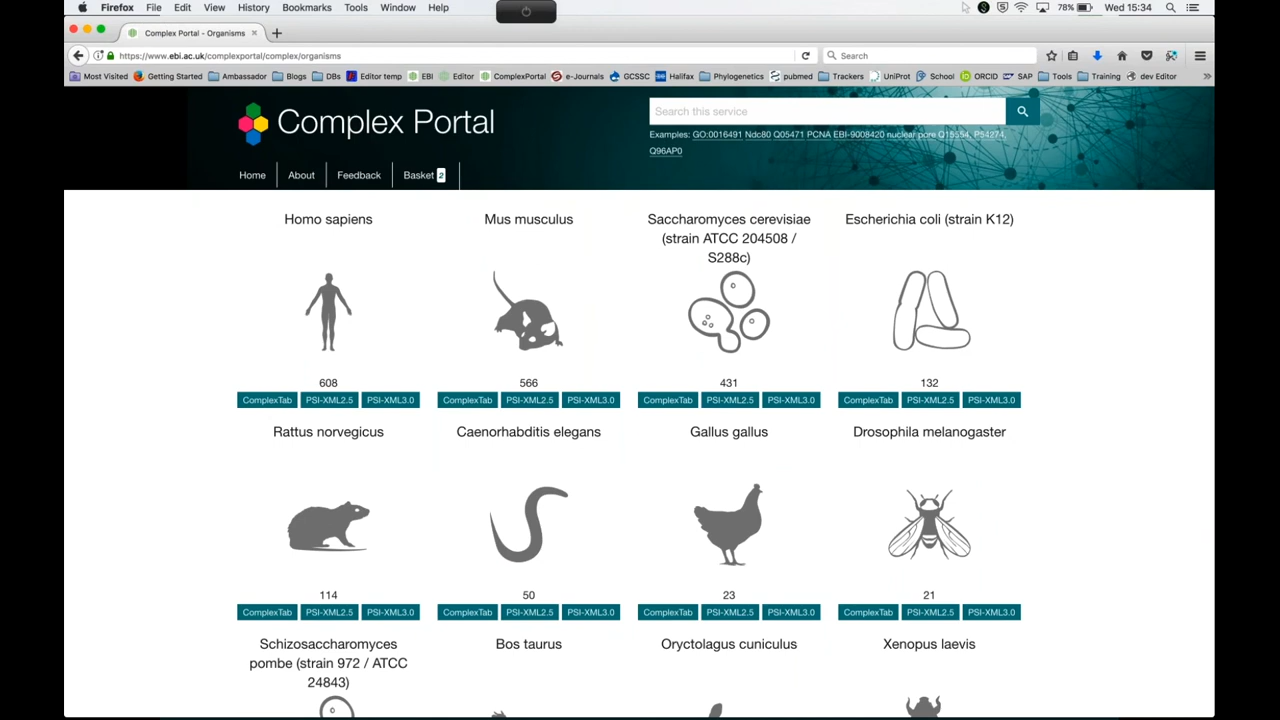 Firefox File Edit View History Bookmarks Tools Window Help 78% Wed 15:34
Complex Portal - Organisms
https://www.ebi.ac.uk/complexportal/complex/organisms Search
Most Visited Getting Started Ambassador Blogs DBs Editor temp EBI Editor ComplexPortal e-Journals GCSSC Halifax Phylogenetics pubmed Trackers UniProt School ORCID SAP Tools Training dev Editor
Complex Portal
Search this service
Examples: GO:0016491 Ndc80 Q05471 PCNA EBI-9008420 nuclear pore Q15554, P54274,
Q96AP0
Home About Feedback Basket 2
Homo sapiens Mus musculus Saccharomyces cerevisiae Escherichia coli (strain K12)
(strain ATCC 204508 /
S288c)
608 566 431 132
ComplexTab PSI-XML2.5 PSI-XML3.0 ComplexTab PSI-XML2.5 PSI-XML3.0 ComplexTab PSI-XML2.5 PSI-XML3.0 ComplexTab PSI-XML2.5 PSI-XML3.0
Rattus norvegicus Caenorhabditis elegans Gallus gallus Drosophila melanogaster
114 50 23 21
ComplexTab PSI-XML2.5 PSI-XML3.0 ComplexTab PSI-XML2.5 PSI-XML3.0 ComplexTab PSI-XML2.5 PSI-XML3.0 ComplexTab PSI-XML2.5 PSI-XML3.0
Schizosaccharomyces Bos taurus Oryctolagus cuniculus Xenopus laevis
pombe (strain 972 / ATCC
24843)